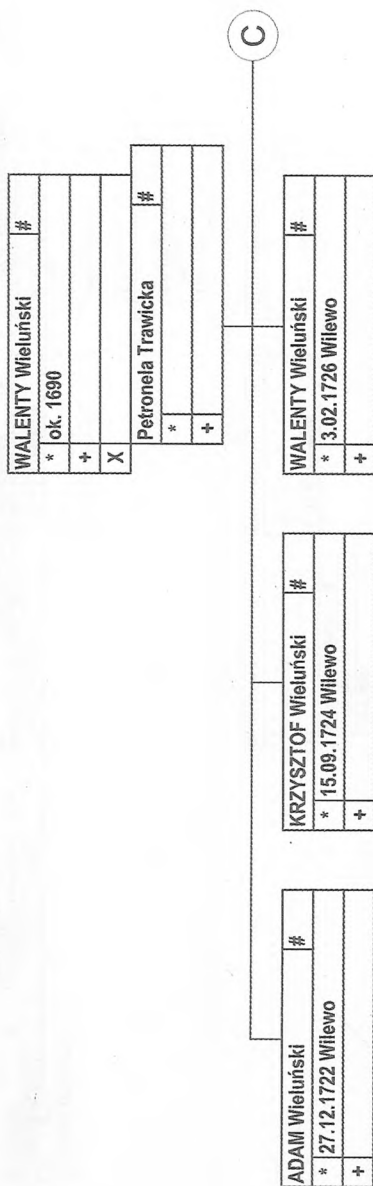 WALENTY Wieluński #
* ok. 1690
+
X
Petronela Trawicka #
*
+
C
ADAM Wieluński #
* 27.12.1722 Wilewo
+
KRZYSZTOF Wieluński #
* 15.09.1724 Wilewo
+
WALENTY Wieluński #
* 3.02.1726 Wilewo
+